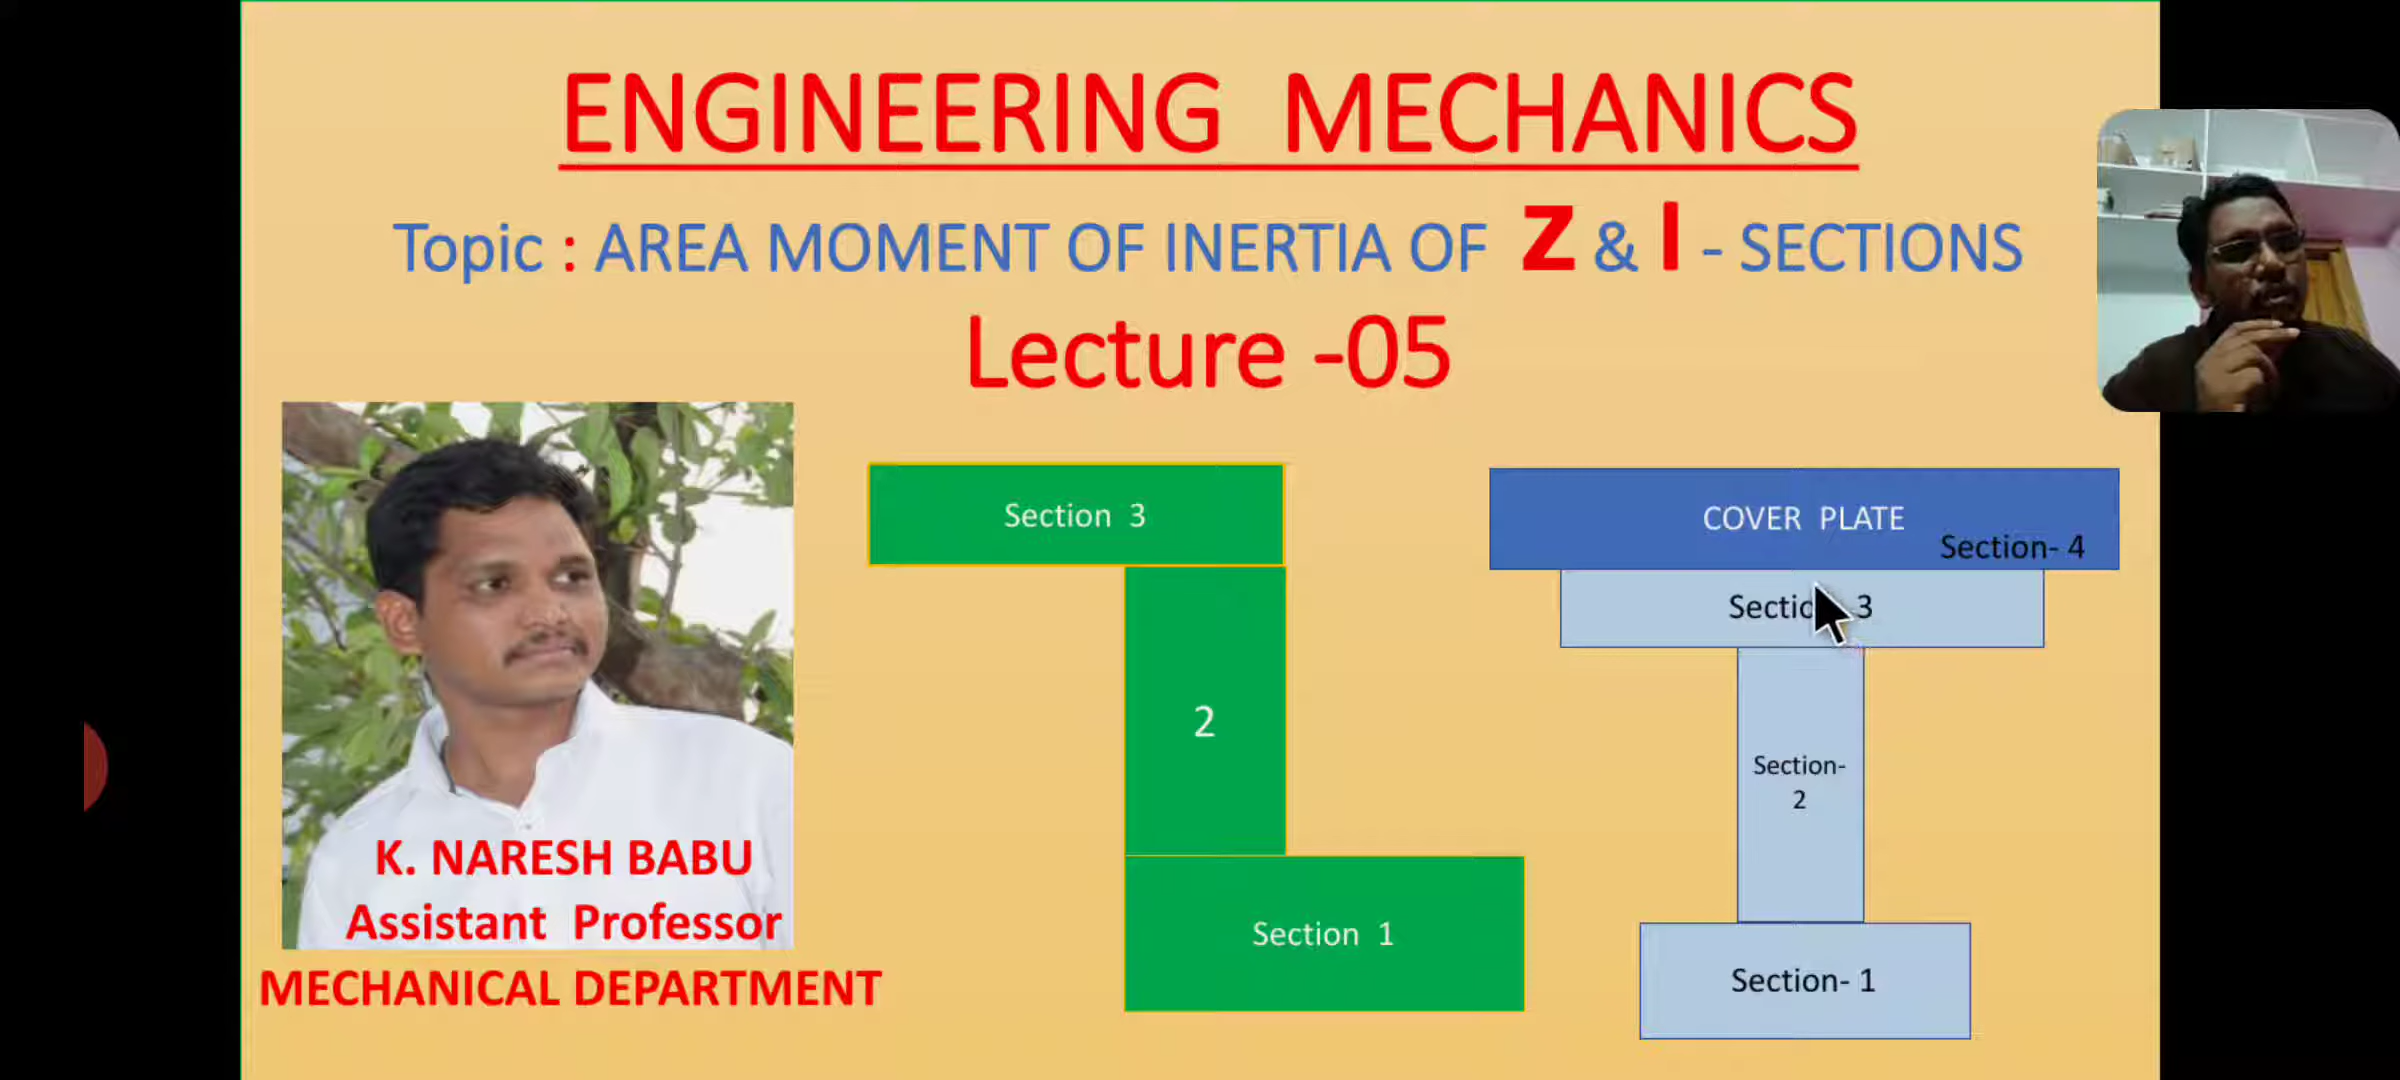 ENGINEERING MECHANICS
Topic : AREA MOMENT OF INERTIA OF Z & I - SECTIONS
Lecture -05
Section 3
2
Section 1
COVER PLATE
Section- 4
3
Section-
2
Section- 1
K. NARESH BABU
Assistant Professor
MECHANICAL DEPARTMENT